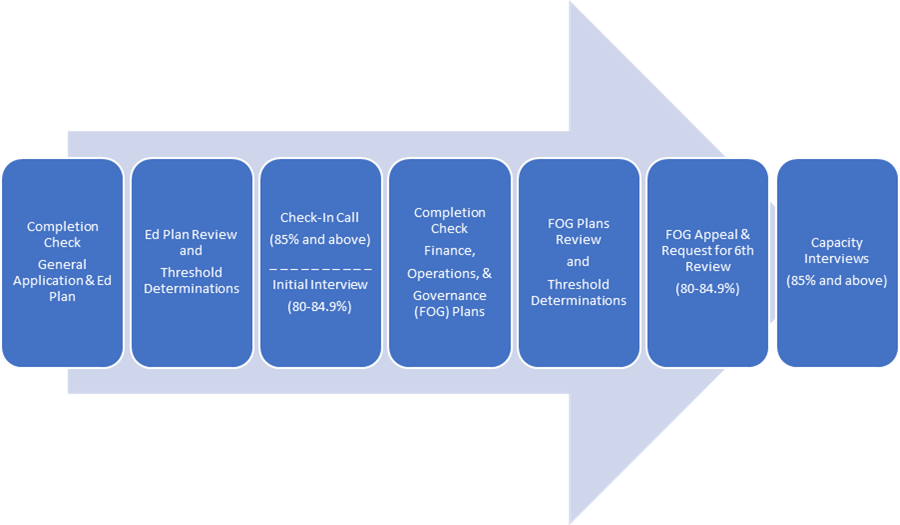 Completion
Check
General
Application & Ed
Plan
Ed Plan Review
and
Threshold
Determinations
Check-In Call
(85% and above)
_ _ _ _ _ _ _ _ _ _
Initial Interview
(80-84.9%)
Completion
Check
Finance,
Operations, &
Governance
(FOG) Plans
FOG Plans
Review
and
Threshold
Determinations
FOG Appeal &
Request for 6th
Review
(80-84.9%)
Capacity
Interviews
(85% and above)